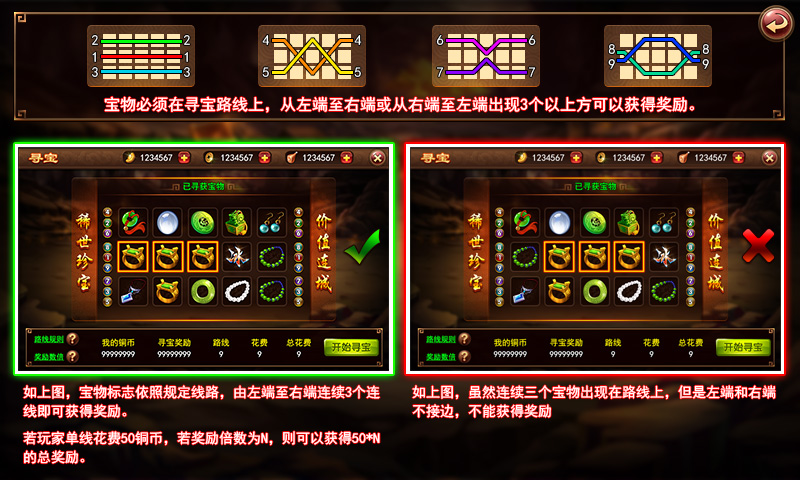 2 2 4 4 6 6
1 1 8 8
3 3 5 5 7 7 9 9
宝物必须在寻宝路线上，从左端至右端或从右端至左端出现3个以上方可以获得奖励。
寻宝 1234567 1234567 1234567
已寻获宝物
稀世珍宝
价值连城
路线规则 我的铜币 寻宝奖励 路线 花费 总花费
奖励数值 99999999 99999999 9 9 9
开始寻宝
寻宝 1234567 1234567 1234567
已寻获宝物
稀世珍宝
价值连城
路线规则 我的铜币 寻宝奖励 路线 花费 总花费
奖励数值 99999999 99999999 9 9 9
开始寻宝
如上图，宝物标志依照规定线路，由左端至右端连续3个连
线即可获得奖励。
若玩家单线花费50铜币，若奖励倍数为N，则可以获得50*N
的总奖励。
如上图，虽然连续三个宝物出现在路线上，但是左端和右端
不接边，不能获得奖励